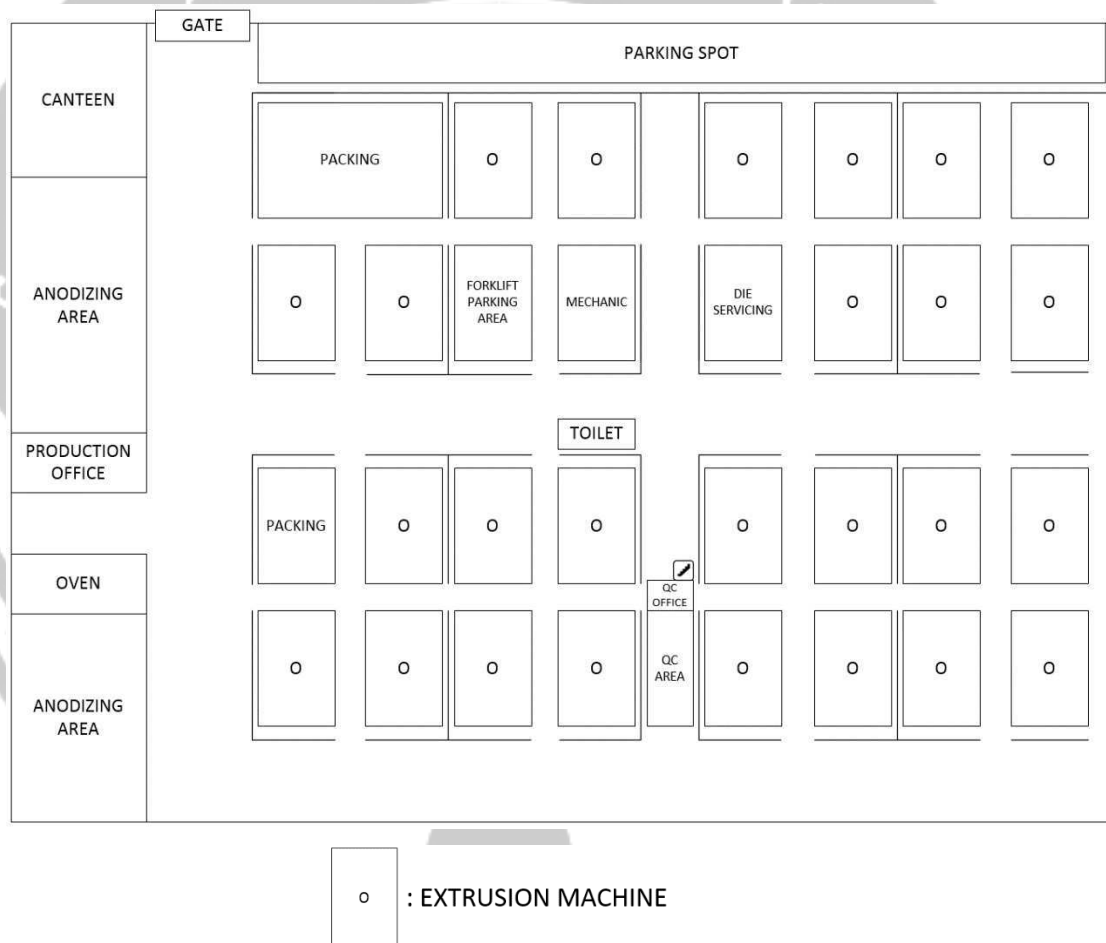 GATE
PARKING SPOT
CANTEEN
PACKING
O
O
O
O
O
O
ANODIZING
AREA
O
O
FORKLIFT
PARKING
AREA
MECHANIC
DIE
SERVICING
O
O
O
TOILET
PRODUCTION
OFFICE
PACKING
O
O
O
O
O
O
O
OVEN
QC
OFFICE
O
O
O
O
QC
AREA
O
O
O
O
ANODIZING
AREA
O
: EXTRUSION MACHINE